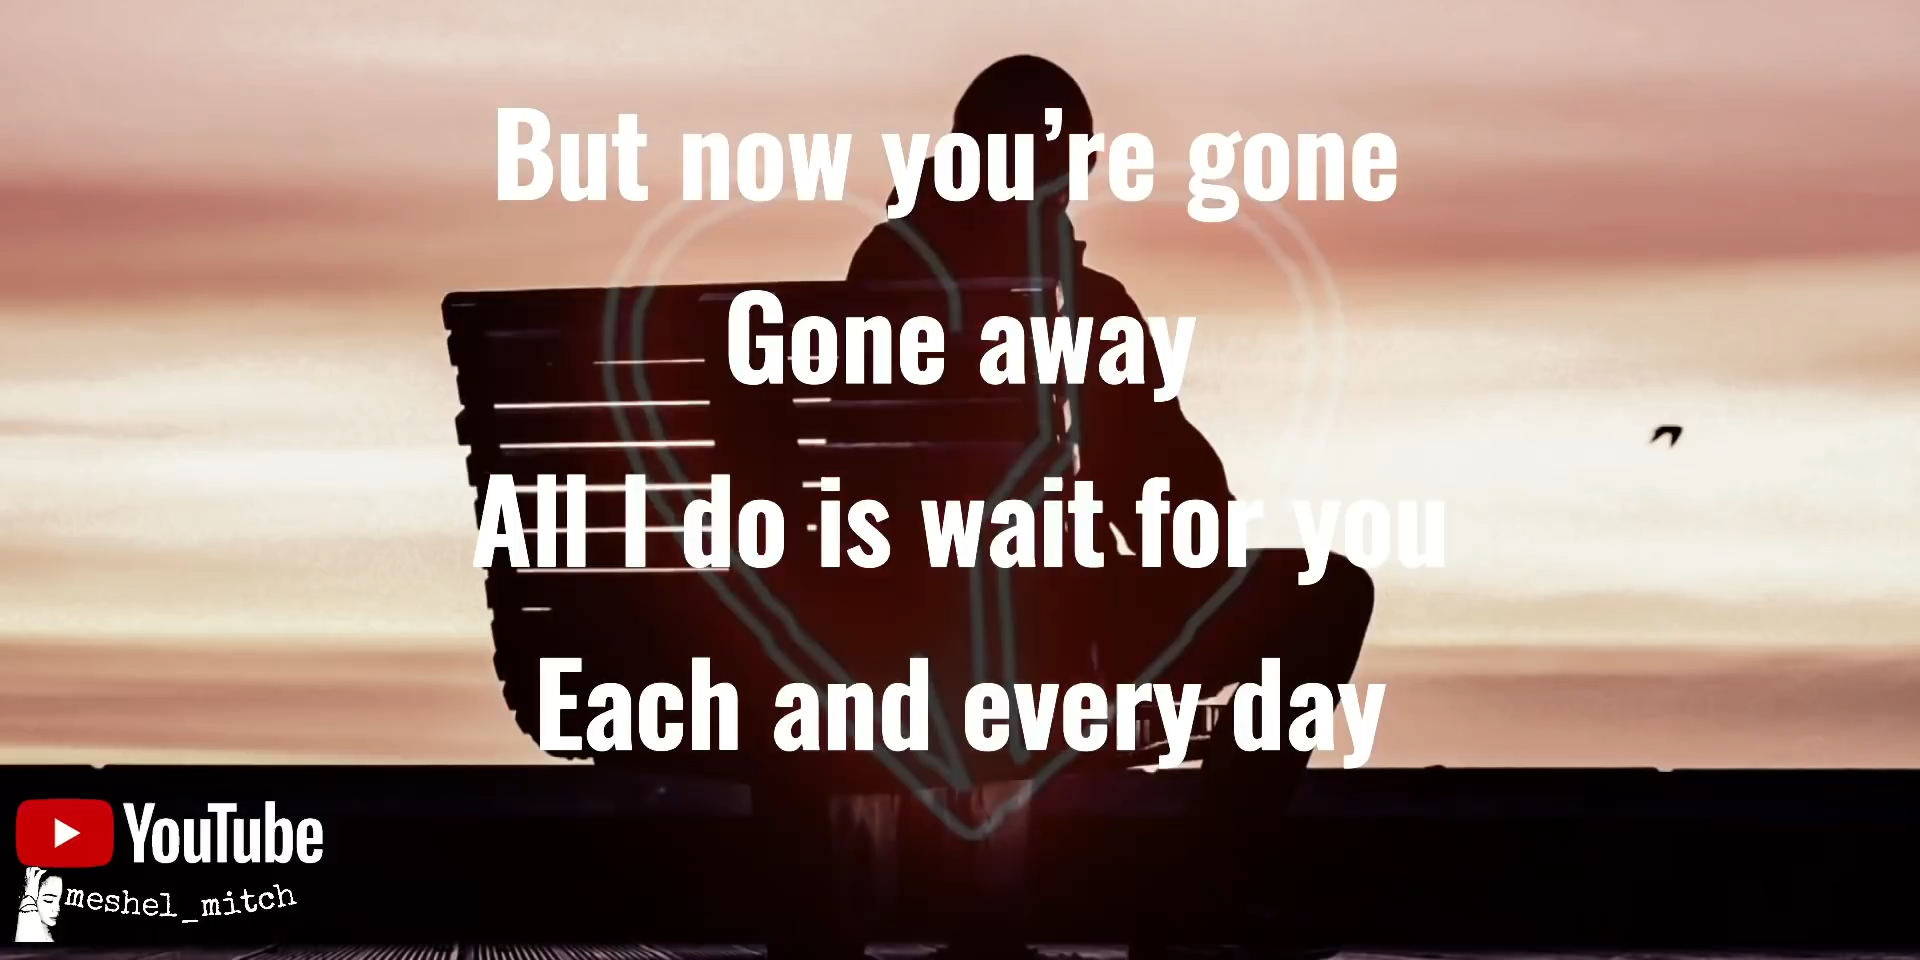 But now you’re gone
Gone away
All I do is wait for you
Each and every day
YouTube
meshel_mitch